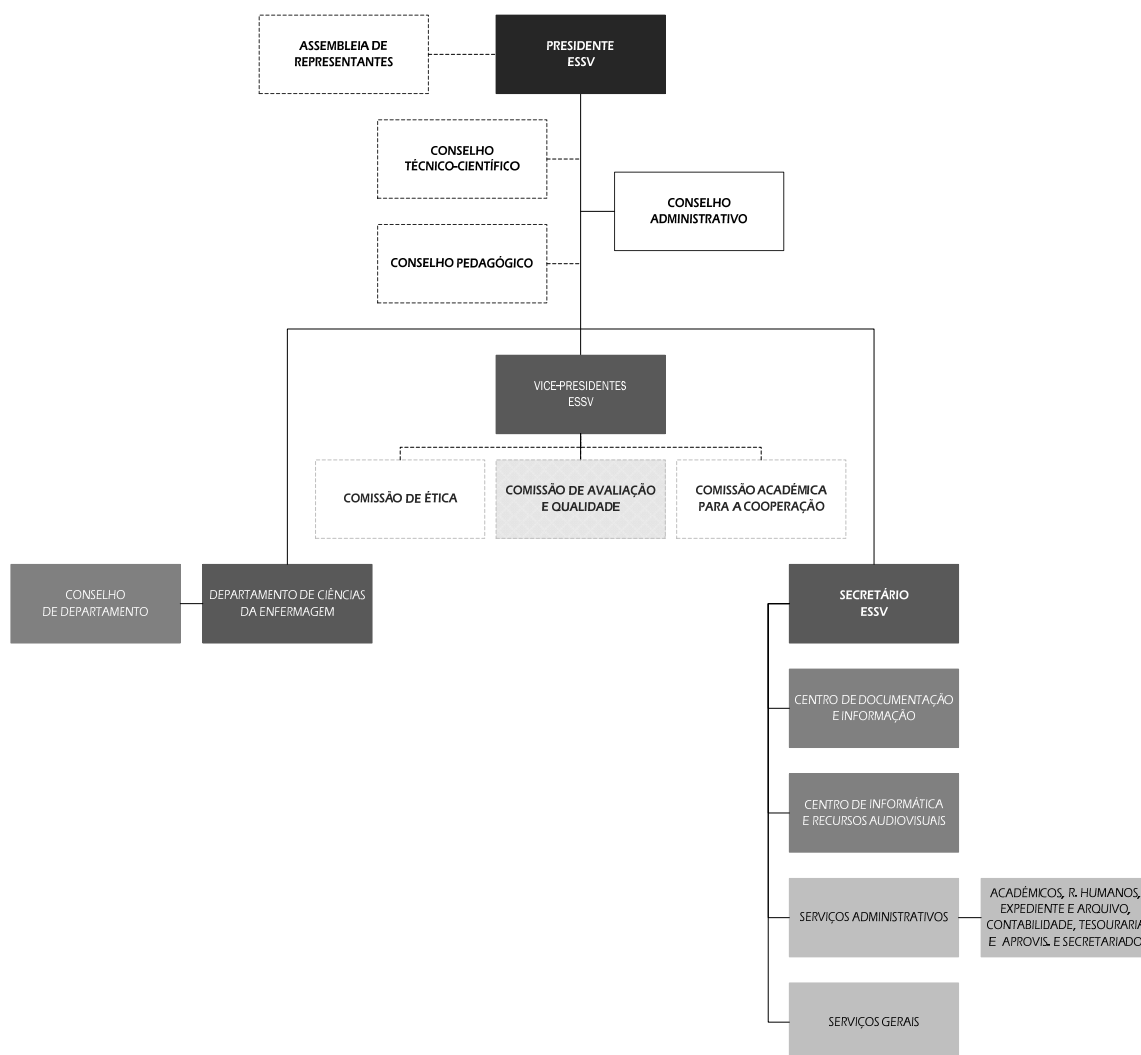 ASSEMBLEIA DE
REPRESENTANTES
PRESIDENTE
ESSV
CONSELHO
TÉCNICO-CIENTÍFICO
CONSELHO
ADMINISTRATIVO
CONSELHO PEDAGÓGICO
VICE-PRESIDENTES
ESSV
COMISSÃO DE ÉTICA
COMISSÃO DE AVALIAÇÃO
E QUALIDADE
COMISSÃO ACADÉMICA
PARA A COOPERAÇÃO
CONSELHO
DE DEPARTAMENTO
DEPARTAMENTO DE CIÊNCIAS
DA ENFERMAGEM
SECRETÁRIO
ESSV
CENTRO DE DOCUMENTAÇÃO
E INFORMAÇÃO
CENTRO DE INFORMÁTICA
E RECURSOS AUDIOVISUAIS
SERVIÇOS ADMINISTRATIVOS
ACADÉMICOS, R. HUMANOS,
EXPEDIENTE E ARQUIVO,
CONTABILIDADE, TESOURARIA
E APROVIS. E SECRETARIADO
SERVIÇOS GERAIS